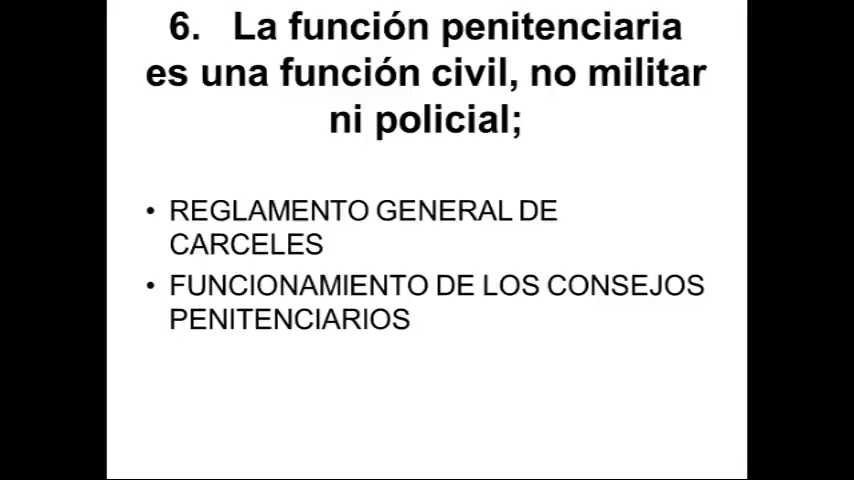 6. La función penitenciaria
es una función civil, no militar
ni policial;
• REGLAMENTO GENERAL DE
CARCELES
• FUNCIONAMIENTO DE LOS CONSEJOS
PENITENCIARIOS